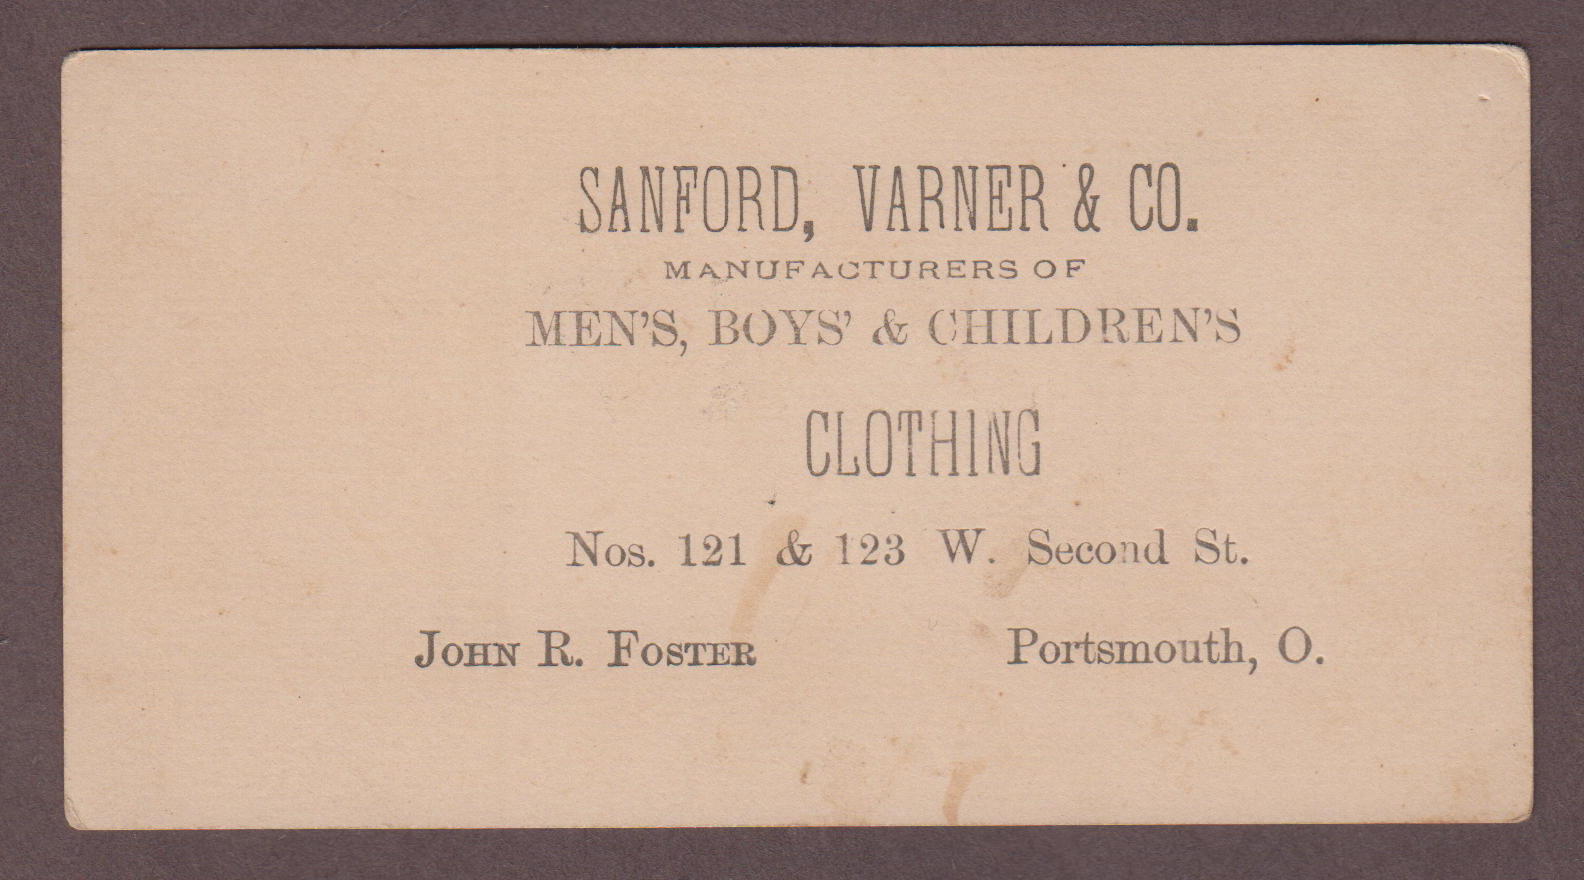 SANFORD, VARNER & CO.
MANUFACTURERS OF
MEN'S, BOYS' & CHILDREN'S
CLOTHING
Nos. 121 & 123 W. Second St.
JOHN R. FOSTER Portsmouth, O.